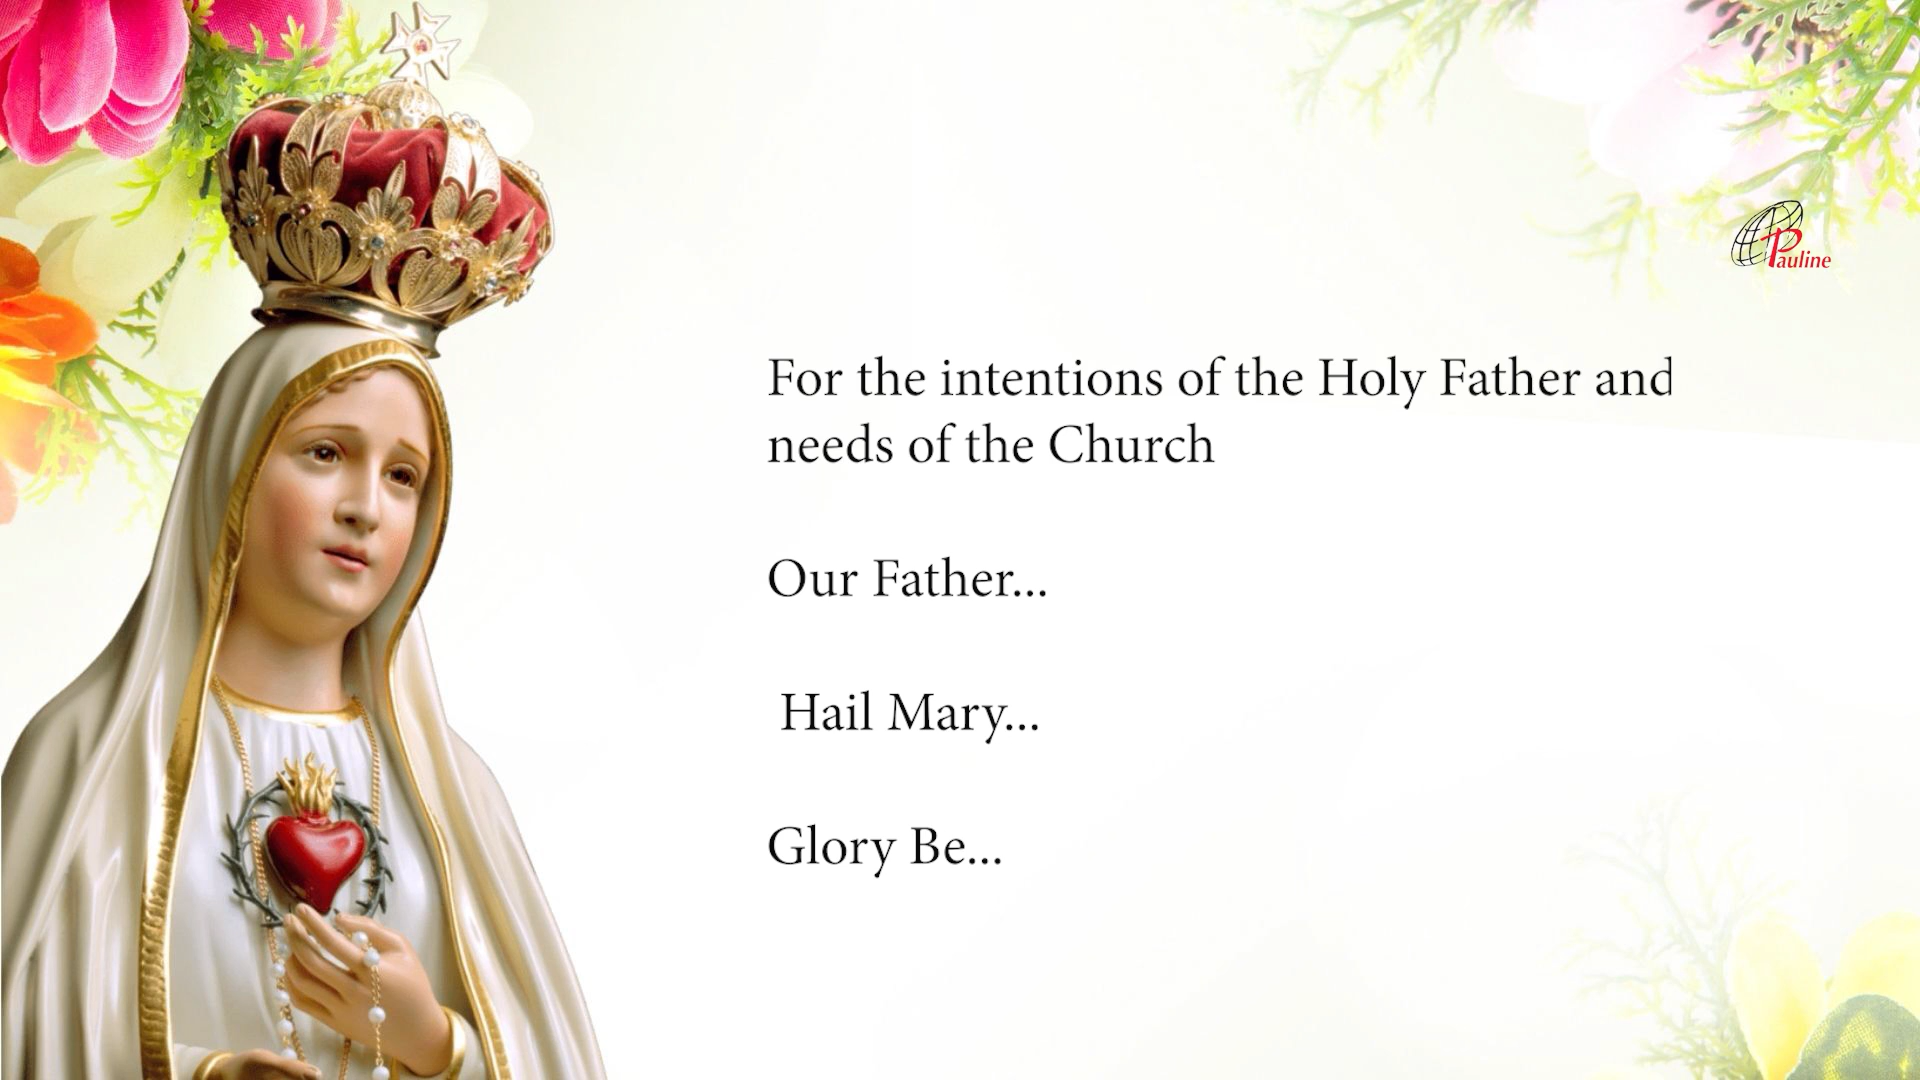 Pauline
For the intentions of the Holy Father and
needs of the Church
Our Father...
Hail Mary...
Glory Be...